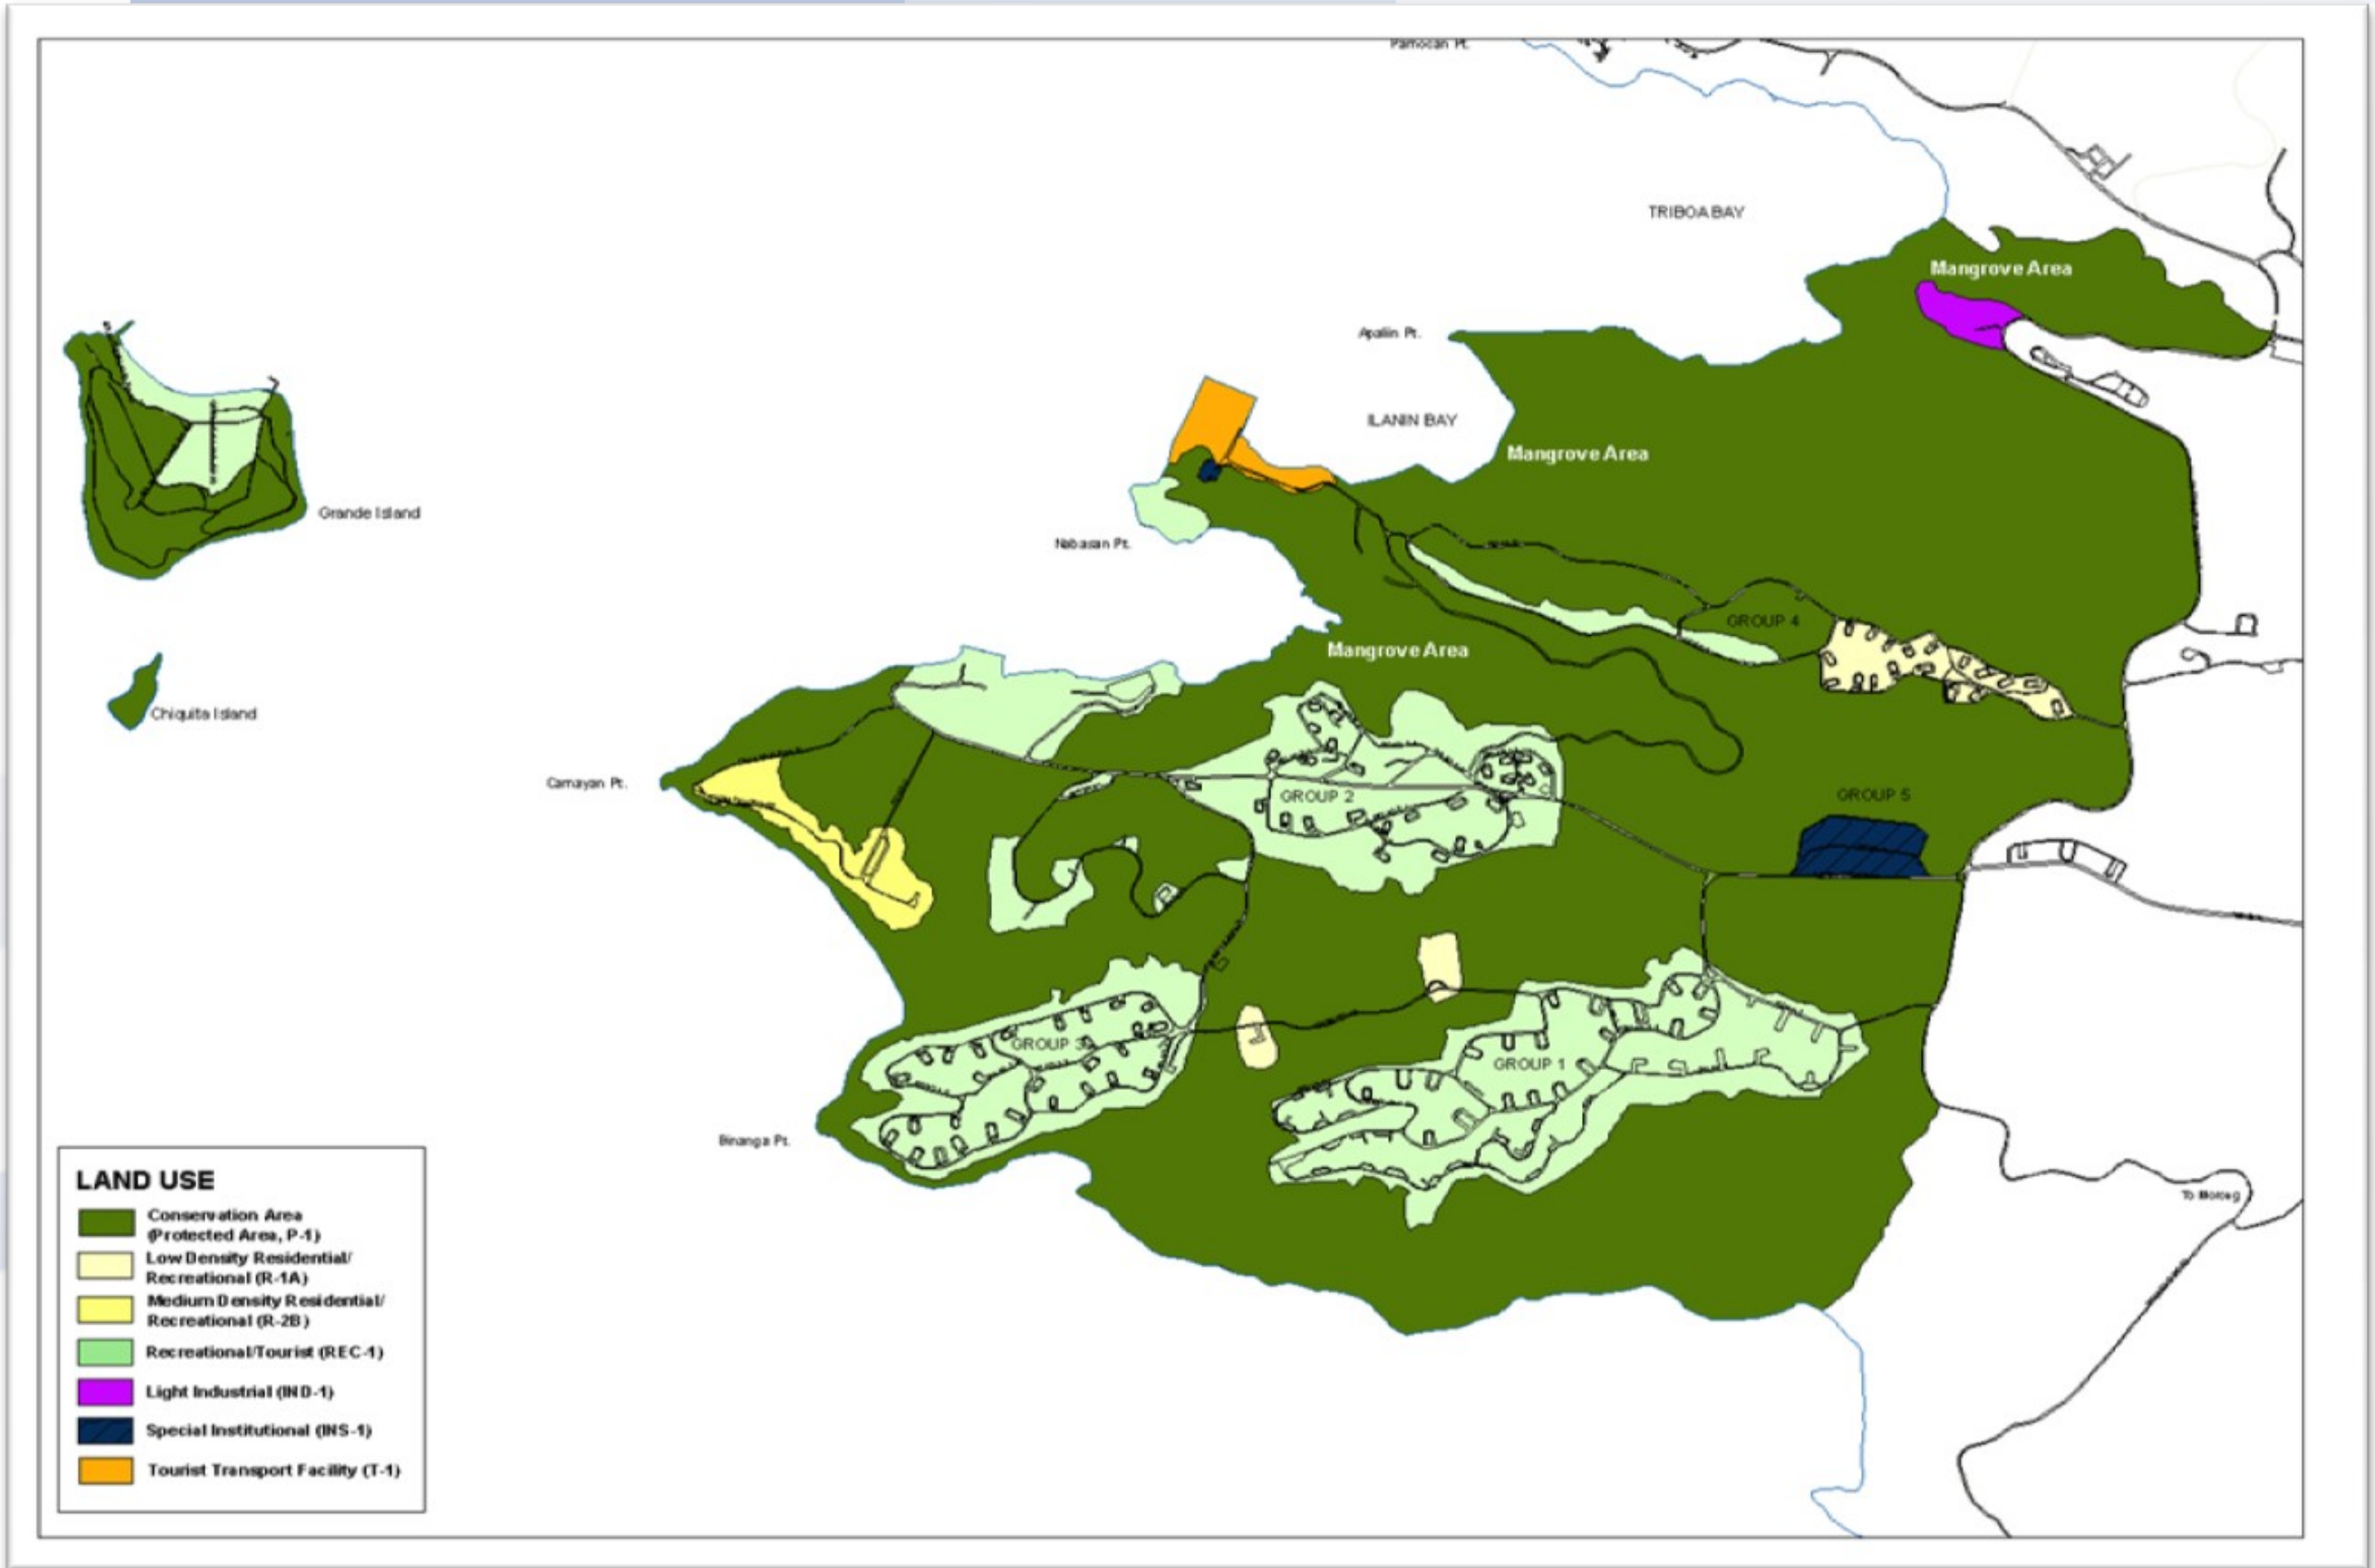 Pamocan Pt.
TRIBOA BAY
Mangrove Area
Apalin Pt.
ILANIN BAY
Mangrove Area
Grande Island
Nabasan Pt.
GROUP 4
Mangrove Area
Chiquita Island
Camayan Pt.
GROUP 2
GROUP 5
GROUP 3
GROUP 1
Binanga Pt.
To Morong
LAND USE
Conservation Area
(Protected Area, P-1)
Low Density Residential/
Recreational (R-1A)
Medium Density Residential/
Recreational (R-2B)
Recreational/Tourist (REC-1)
Light Industrial (IND-1)
Special Institutional (INS-1)
Tourist Transport Facility (T-1)